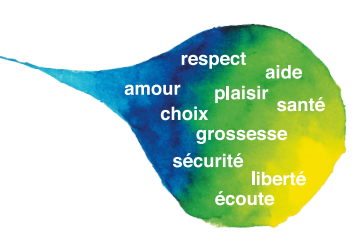 respect
aide
amour
plaisir
santé
choix
grossesse
sécurité
liberté
écoute